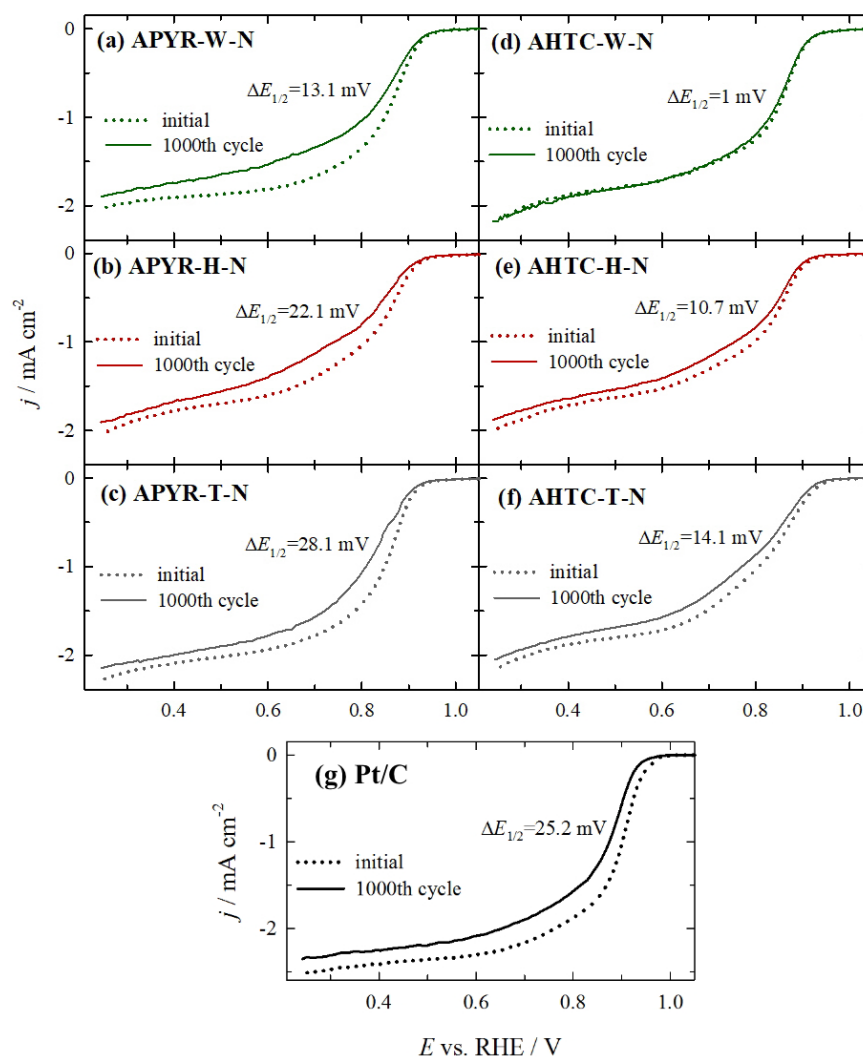 (a) APYR-W-N
ΔE1/2=13.1 mV
initial
1000th cycle
0
-1
-2
(d) AHTC-W-N
ΔE1/2=1 mV
initial
1000th cycle
(b) APYR-H-N
ΔE1/2=22.1 mV
initial
1000th cycle
0
-1
-2
j / mA cm-2
(e) AHTC-H-N
ΔE1/2=10.7 mV
initial
1000th cycle
(c) APYR-T-N
ΔE1/2=28.1 mV
initial
1000th cycle
0
-1
-2
0.4 0.6 0.8 1.0
(f) AHTC-T-N
ΔE1/2=14.1 mV
initial
1000th cycle
0.4 0.6 0.8 1.0
(g) Pt/C
ΔE1/2=25.2 mV
initial
1000th cycle
0
-1
-2
j / mA cm-2
0.4 0.6 0.8 1.0
E vs. RHE / V